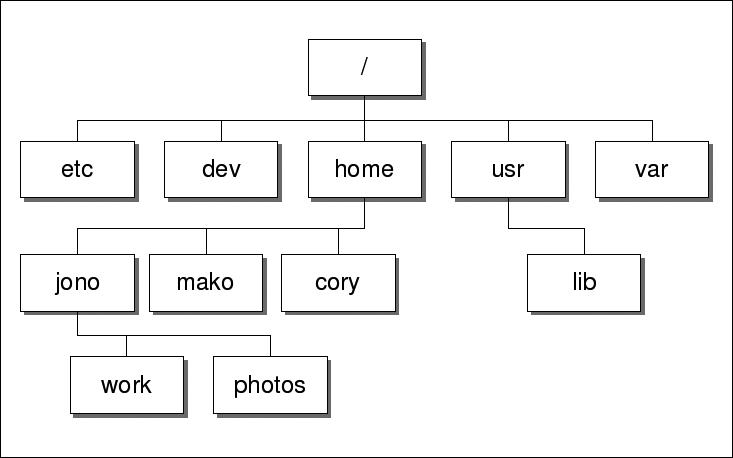 /
etc dev home usr var
jono mako cory lib
work photos